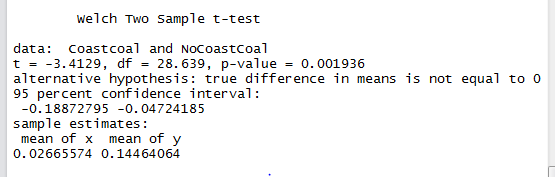 Welch Two Sample t-test
data:  Coastcoal and NoCoastCoal
t = -3.4129, df = 28.639, p-value = 0.001936
alternative hypothesis: true difference in means is not equal to 0
95 percent confidence interval:
 -0.18872795 -0.04724185
sample estimates:
 mean of x  mean of y
0.02665574 0.14464064